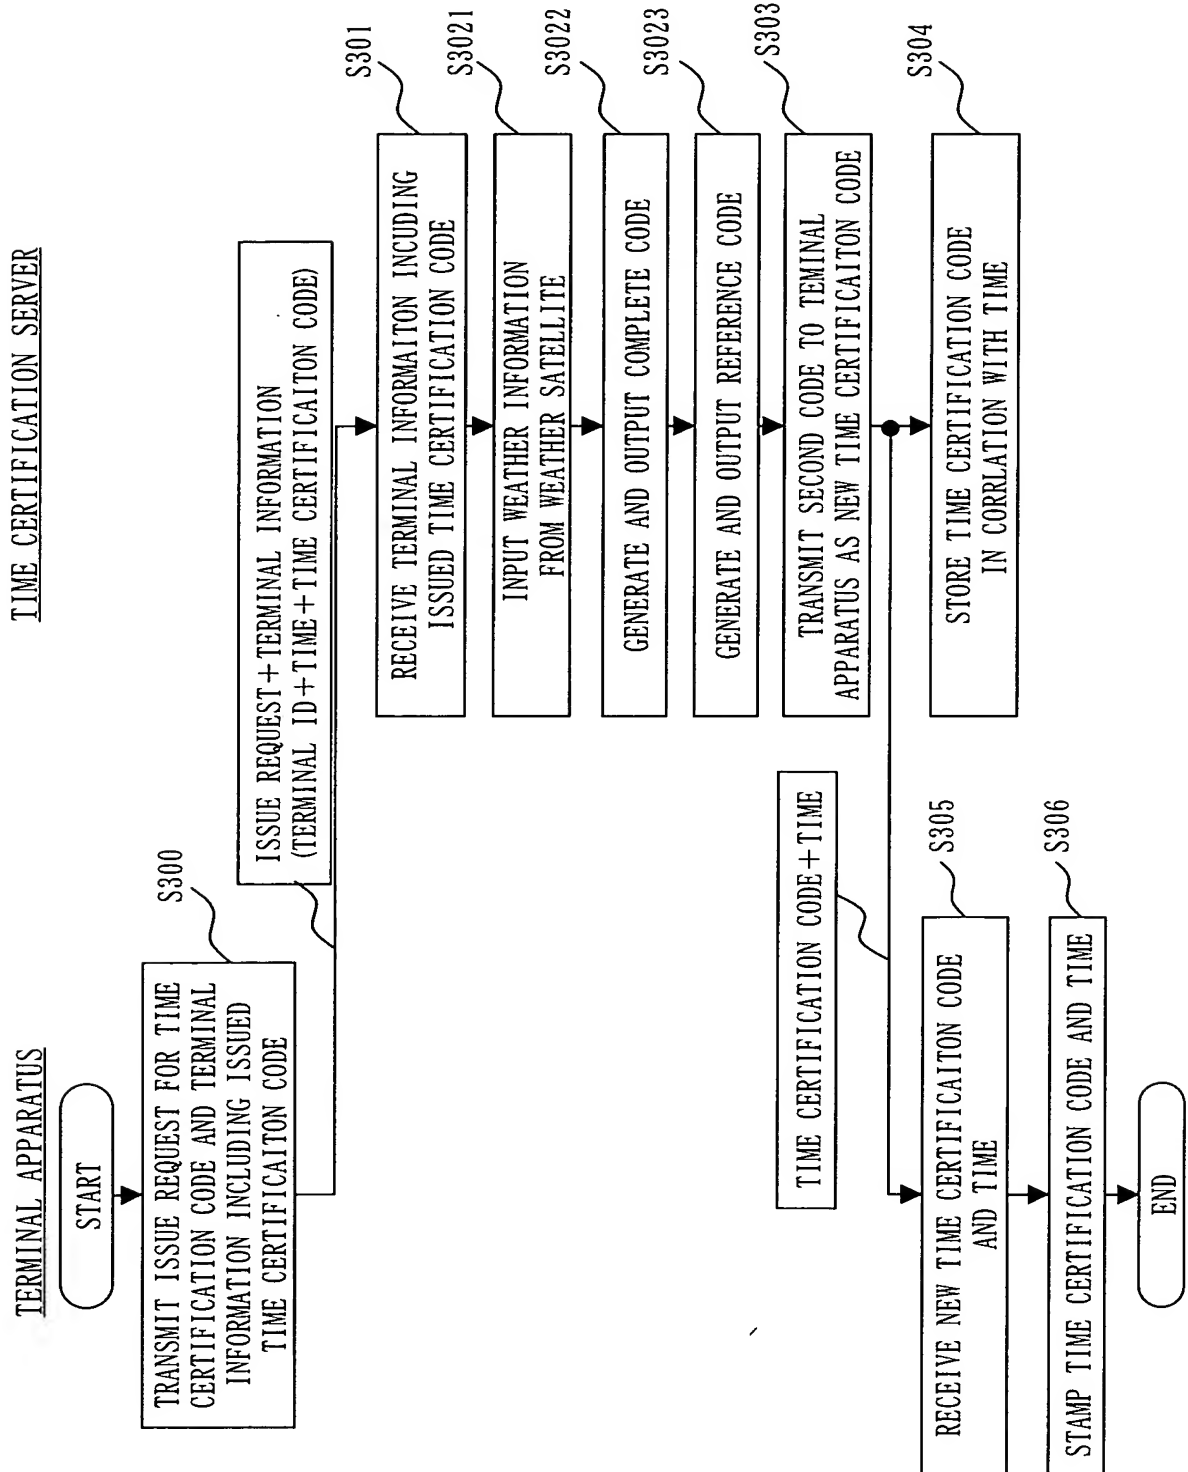 TERMINAL APPARATUS
START
TRANSMIT ISSUE REQUEST FOR TIME
CERTIFICATION CODE AND TERMINAL
INFORMATION INCLUDING ISSUED
TIME CERTIFICAITON CODE
S300
TIME CERTIFICATION SERVER
ISSUE REQUEST+TERMINAL INFORMATION
(TERMINAL ID+TIME+TIME CERTIFICAITON CODE)
RECEIVE TERMINAL INFORMAITON INCUDING
ISSUED TIME CERTIFICATION CODE
S301
INPUT WEATHER INFORMATION
FROM WEATHER SATELLITE
S3021
GENERATE AND OUTPUT COMPLETE CODE
S3022
GENERATE AND OUTPUT REFERENCE CODE
S3023
TRANSMIT SECOND CODE TO TEMINAL
APPARATUS AS NEW TIME CERTIFICAITON CODE
S303
STORE TIME CERTIFICATION CODE
IN CORRLATION WITH TIME
S304
TIME CERTIFICATION CODE+TIME
RECEIVE NEW TIME CERTIFICAITON CODE
AND TIME
S305
STAMP TIME CERTIFICATION CODE AND TIME
S306
END